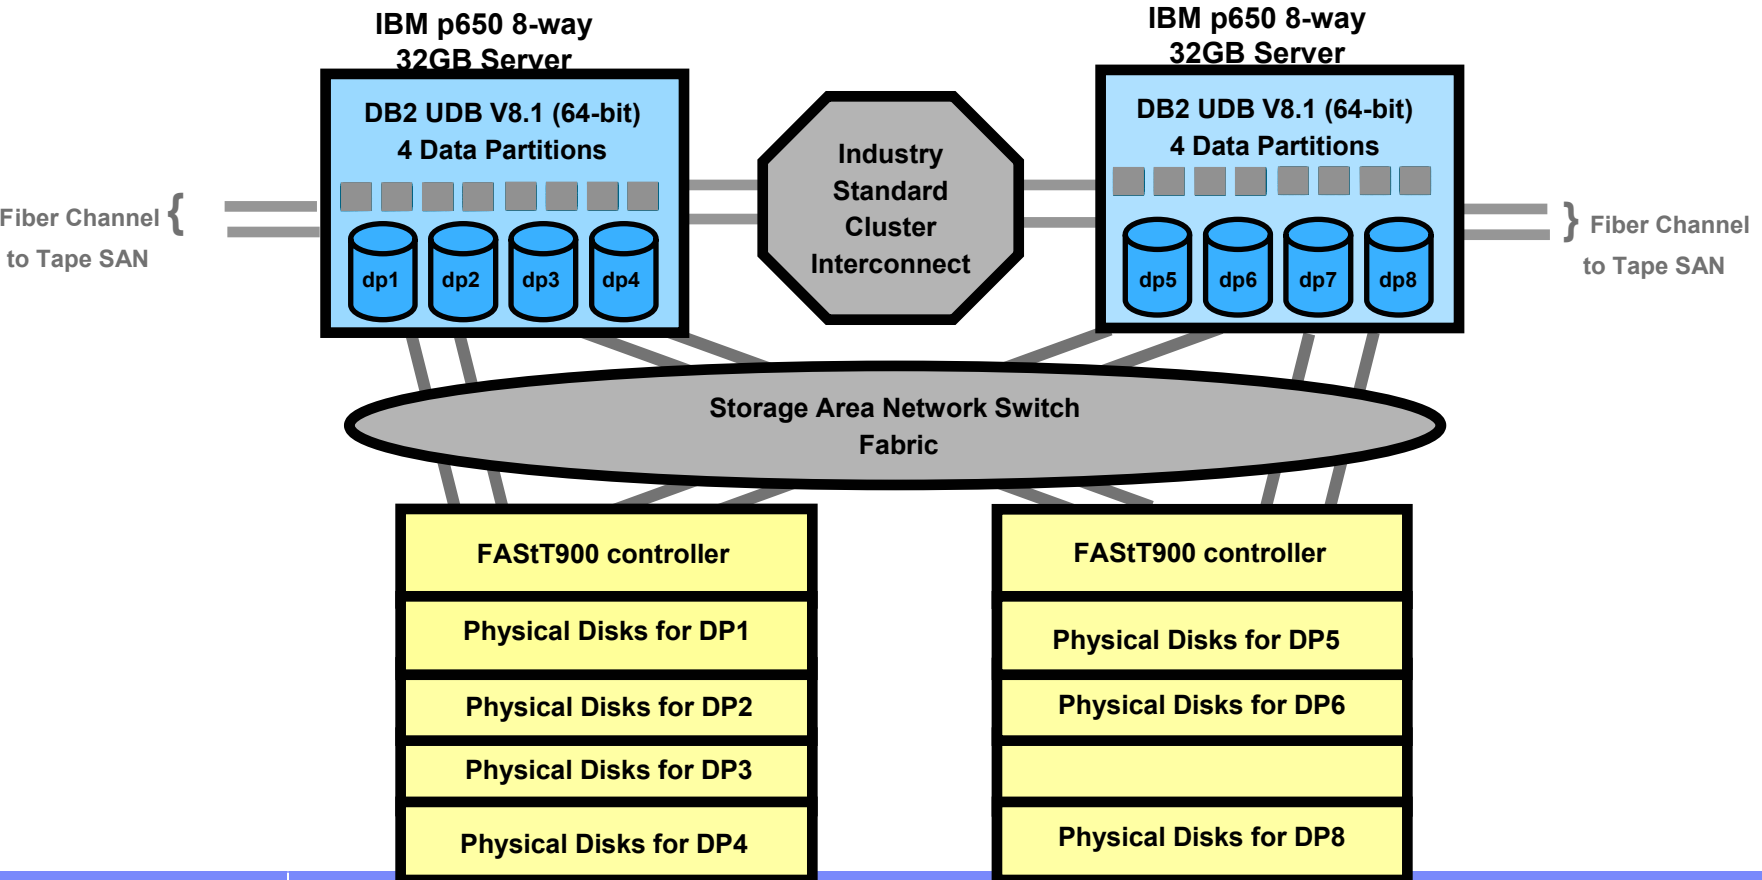 IBM p650 8-way
32GB Server
DB2 UDB V8.1 (64-bit)
4 Data Partitions
dp1 dp2 dp3 dp4
Fiber Channel {
to Tape SAN
Industry
Standard
Cluster
Interconnect
IBM p650 8-way
32GB Server
DB2 UDB V8.1 (64-bit)
4 Data Partitions
dp5 dp6 dp7 dp8
} Fiber Channel
to Tape SAN
Storage Area Network Switch
Fabric
FAStT900 controller
Physical Disks for DP1
Physical Disks for DP2
Physical Disks for DP3
Physical Disks for DP4
FAStT900 controller
Physical Disks for DP5
Physical Disks for DP6
Physical Disks for DP8